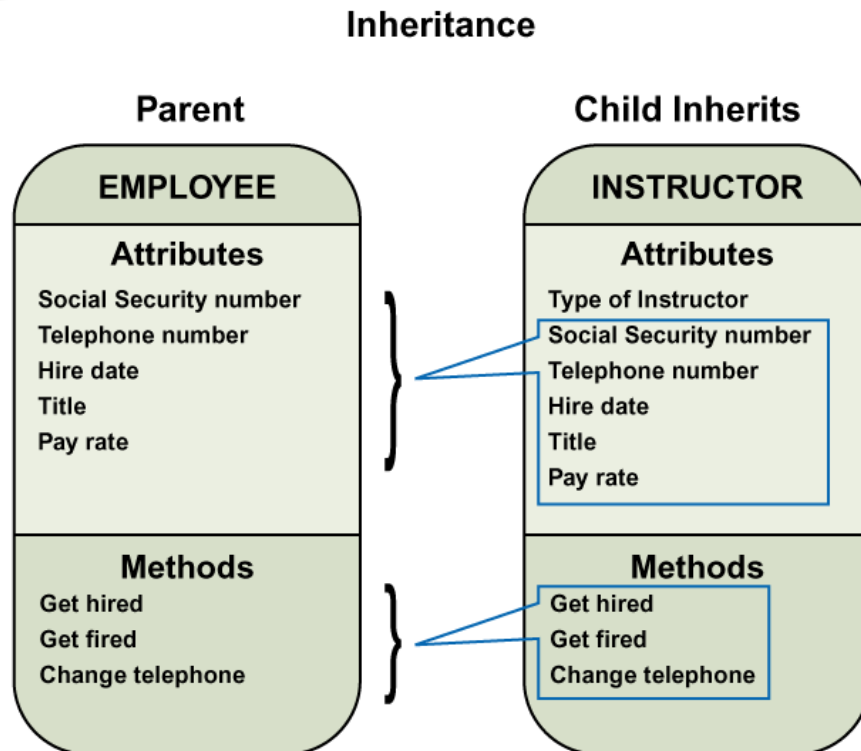 Inheritance
Parent
EMPLOYEE
Attributes
Social Security number
Telephone number
Hire date
Title
Pay rate
Methods
Get hired
Get fired
Change telephone
Child Inherits
INSTRUCTOR
Attributes
Type of Instructor
Social Security number
Telephone number
Hire date
Title
Pay rate
Methods
Get hired
Get fired
Change telephone